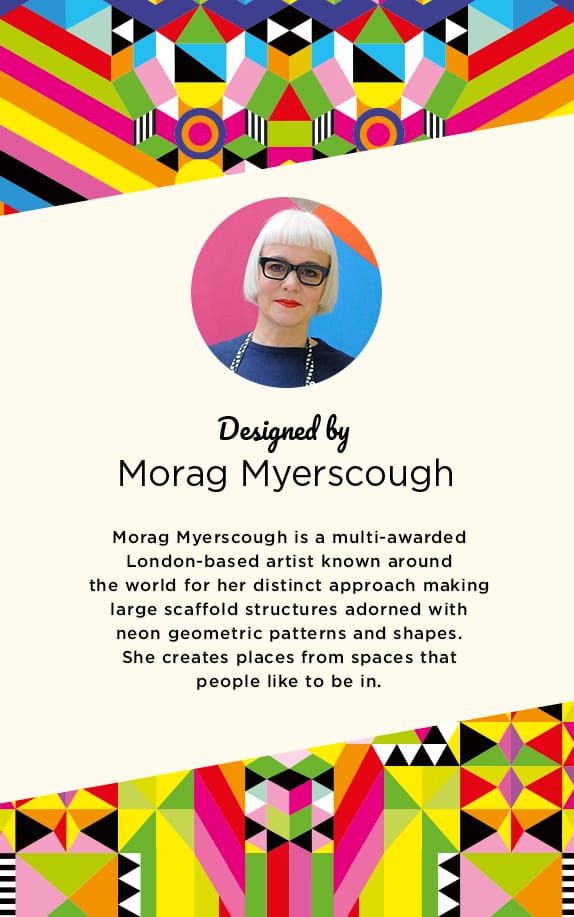 Designed by
Morag Myerscough
Morag Myerscough is a multi-awarded
London-based artist known around
the world for her distinct approach making
large scaffold structures adorned with
neon geometric patterns and shapes.
She creates places from spaces that
people like to be in.